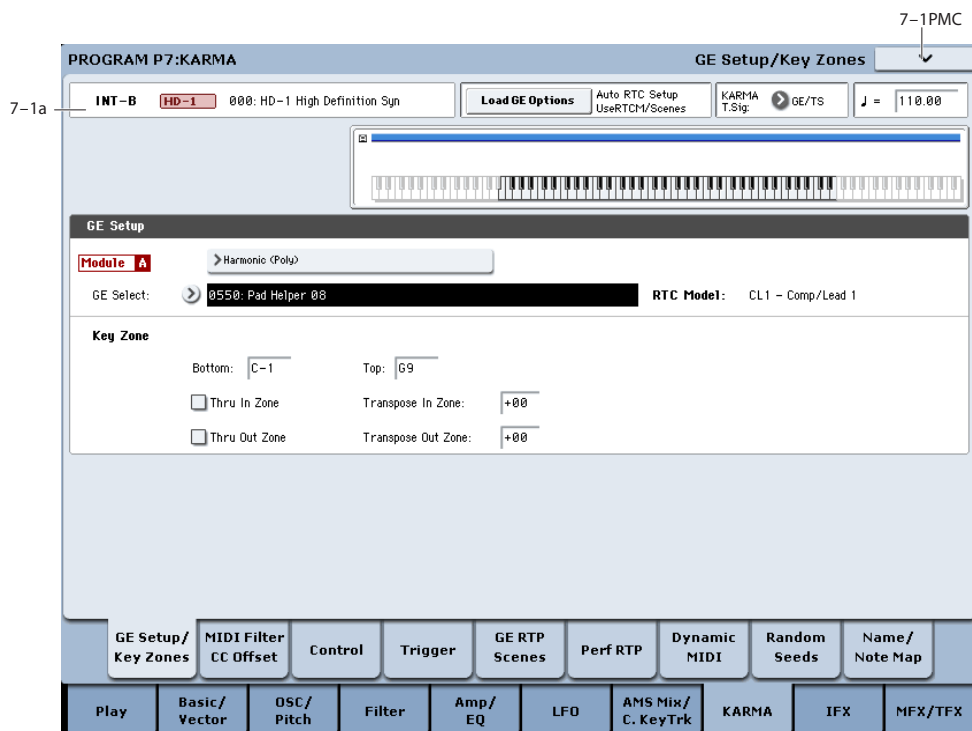 7–1PMC
PROGRAM P7:KARMA GE Setup/Key Zones
7–1a
INT-B HD-1 000: HD-1 High Definition Syn Load GE Options Auto RTC Setup UseRTCM/Scenes KARMA T.Sig: GE/TS ♩ = 110.00
GE Setup
Module A Harmonic (Poly)
GE Select: 0550: Pad Helper 08 RTC Model: CL1 - Comp/Lead 1
Key Zone
Bottom: C-1 Top: G9
Thru In Zone Transpose In Zone: +00
Thru Out Zone Transpose Out Zone: +00
GE Setup/ Key Zones MIDI Filter CC Offset Control Trigger GE RTP Scenes Perf RTP Dynamic MIDI Random Seeds Name/ Note Map
Play Basic/ Vector OSC/ Pitch Filter Amp/ EQ LFO AMS Mix/ C. KeyTrk KARMA IFX MFX/TFX